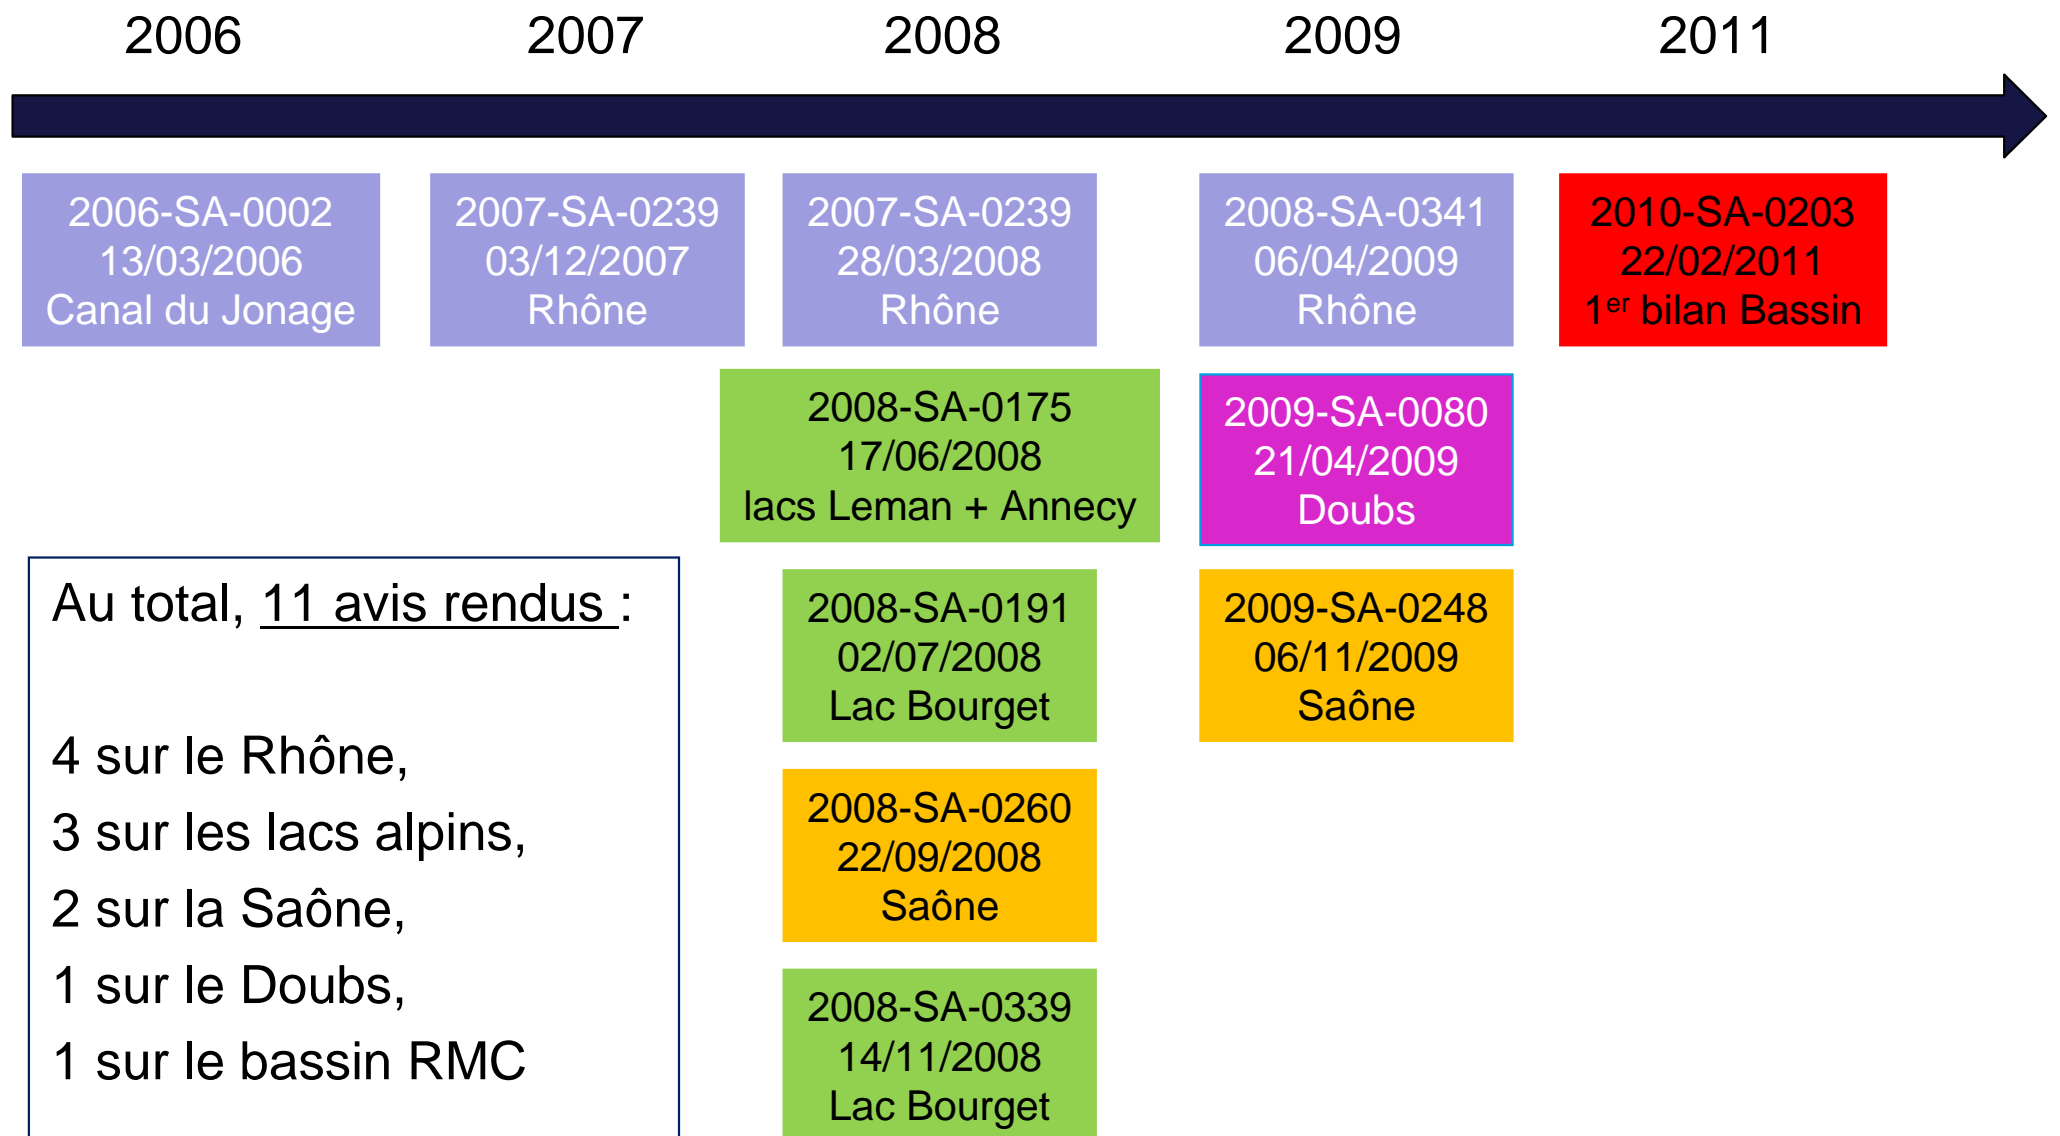 2006
2007
2008
2009
2011
2006-SA-0002
13/03/2006
Canal du Jonage
2007-SA-0239
03/12/2007
Rhône
2007-SA-0239
28/03/2008
Rhône
2008-SA-0341
06/04/2009
Rhône
2010-SA-0203
22/02/2011
1er bilan Bassin
2008-SA-0175
17/06/2008
lacs Leman + Annecy
2009-SA-0080
21/04/2009
Doubs
2008-SA-0191
02/07/2008
Lac Bourget
2009-SA-0248
06/11/2009
Saône
2008-SA-0260
22/09/2008
Saône
2008-SA-0339
14/11/2008
Lac Bourget
Au total, 11 avis rendus :
4 sur le Rhône,
3 sur les lacs alpins,
2 sur la Saône,
1 sur le Doubs,
1 sur le bassin RMC